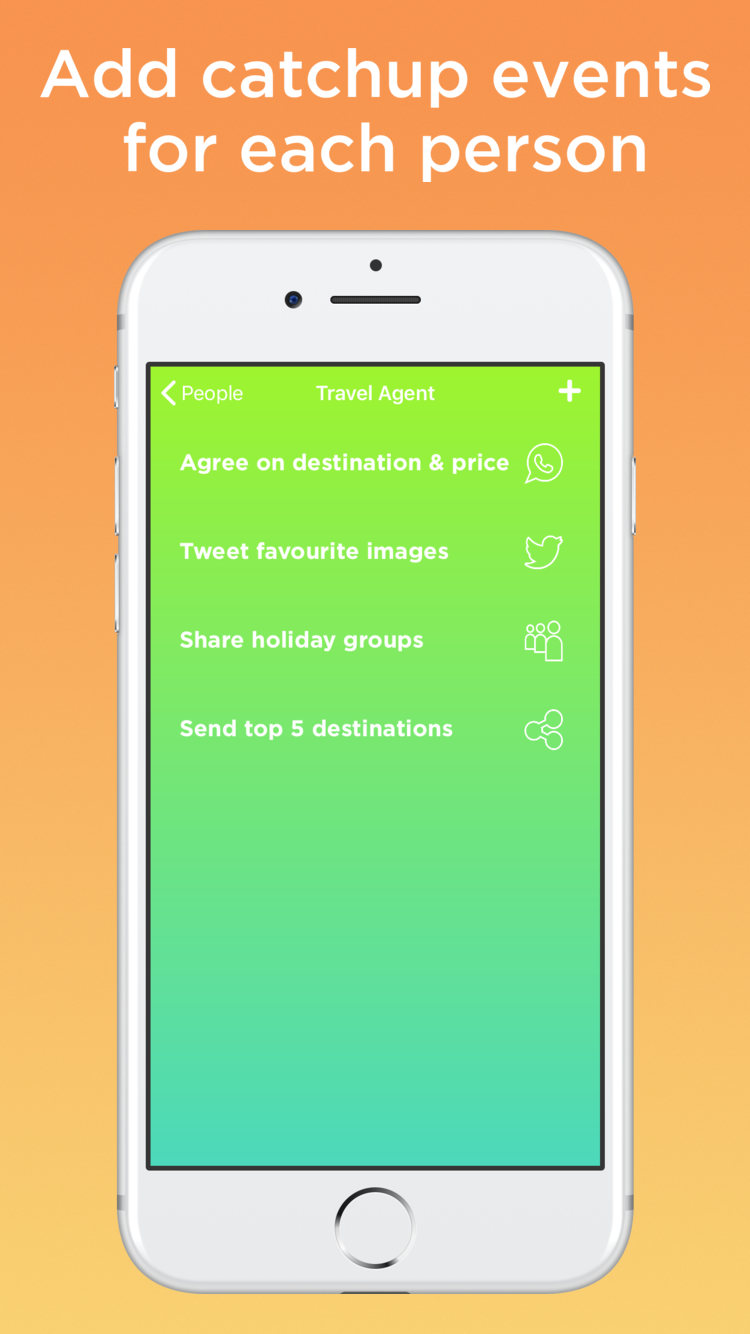 Add catchup events
for each person
People
Travel Agent
+
Agree on destination & price
Tweet favourite images
Share holiday groups
Send top 5 destinations